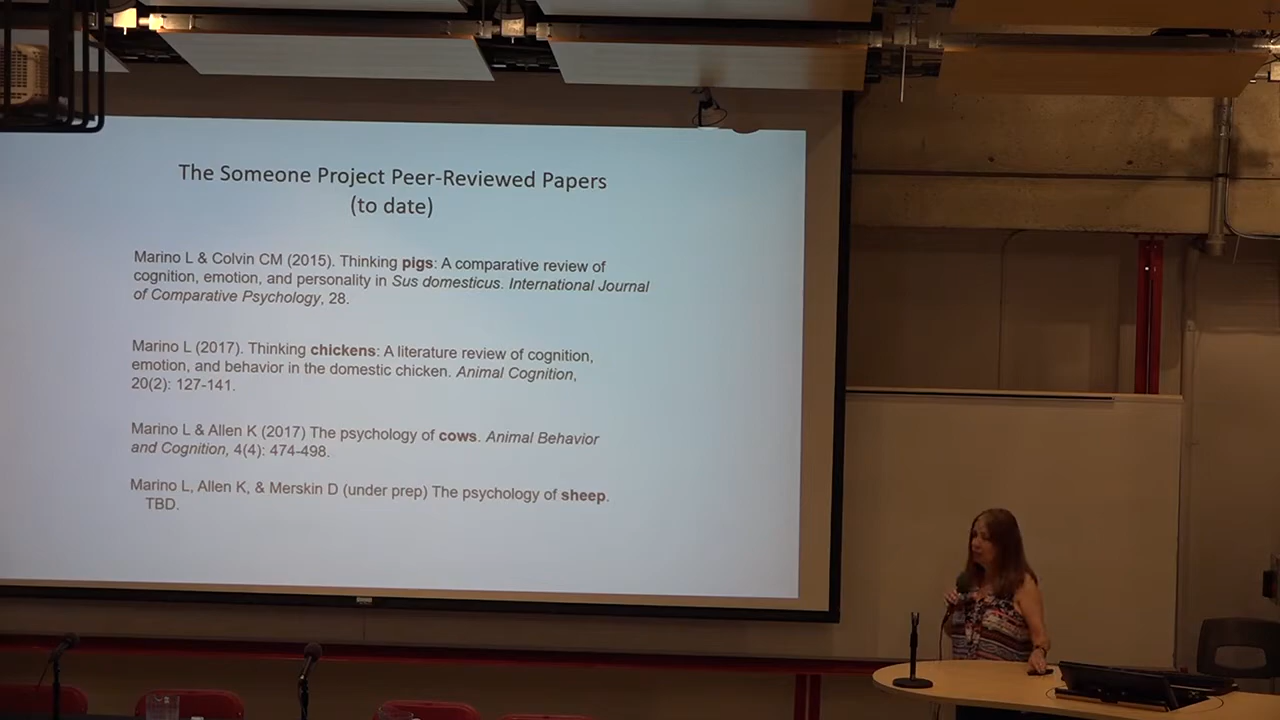 The Someone Project Peer-Reviewed Papers
(to date)
Marino L & Colvin CM (2015). Thinking pigs: A comparative review of
cognition, emotion, and personality in Sus domesticus. International Journal
of Comparative Psychology, 28.
Marino L (2017). Thinking chickens: A literature review of cognition,
emotion, and behavior in the domestic chicken. Animal Cognition,
20(2): 127-141.
Marino L & Allen K (2017) The psychology of cows. Animal Behavior
and Cognition, 4(4): 474-498.
Marino L, Allen K, & Merskin D (under prep) The psychology of sheep.
TBD.